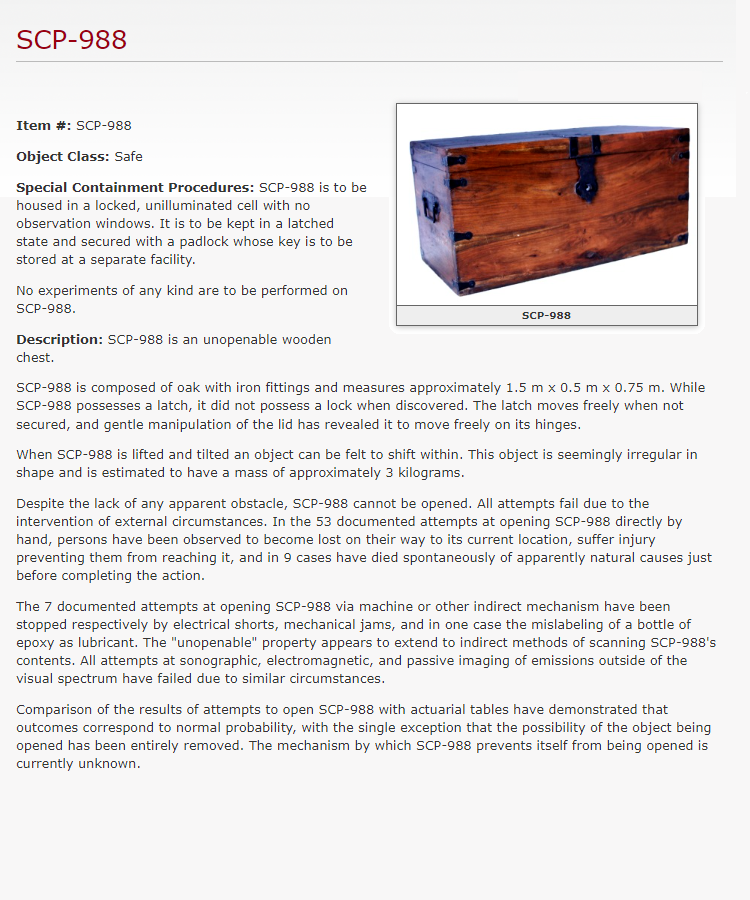 SCP-988
Item #: SCP-988
Object Class: Safe
Special Containment Procedures: SCP-988 is to be
housed in a locked, unilluminated cell with no
observation windows. It is to be kept in a latched
state and secured with a padlock whose key is to be
stored at a separate facility.
No experiments of any kind are to be performed on
SCP-988.
SCP-988
Description: SCP-988 is an unopenable wooden
chest.
SCP-988 is composed of oak with iron fittings and measures approximately 1.5 m x 0.5 m x 0.75 m. While
SCP-988 possesses a latch, it did not possess a lock when discovered. The latch moves freely when not
secured, and gentle manipulation of the lid has revealed it to move freely on its hinges.
When SCP-988 is lifted and tilted an object can be felt to shift within. This object is seemingly irregular in
shape and is estimated to have a mass of approximately 3 kilograms.
Despite the lack of any apparent obstacle, SCP-988 cannot be opened. All attempts fail due to the
intervention of external circumstances. In the 53 documented attempts at opening SCP-988 directly by
hand, persons have been observed to become lost on their way to its current location, suffer injury
preventing them from reaching it, and in 9 cases have died spontaneously of apparently natural causes just
before completing the action.
The 7 documented attempts at opening SCP-988 via machine or other indirect mechanism have been
stopped respectively by electrical shorts, mechanical jams, and in one case the mislabeling of a bottle of
epoxy as lubricant. The "unopenable" property appears to extend to indirect methods of scanning SCP-988's
contents. All attempts at sonographic, electromagnetic, and passive imaging of emissions outside of the
visual spectrum have failed due to similar circumstances.
Comparison of the results of attempts to open SCP-988 with actuarial tables have demonstrated that
outcomes correspond to normal probability, with the single exception that the possibility of the object being
opened has been entirely removed. The mechanism by which SCP-988 prevents itself from being opened is
currently unknown.